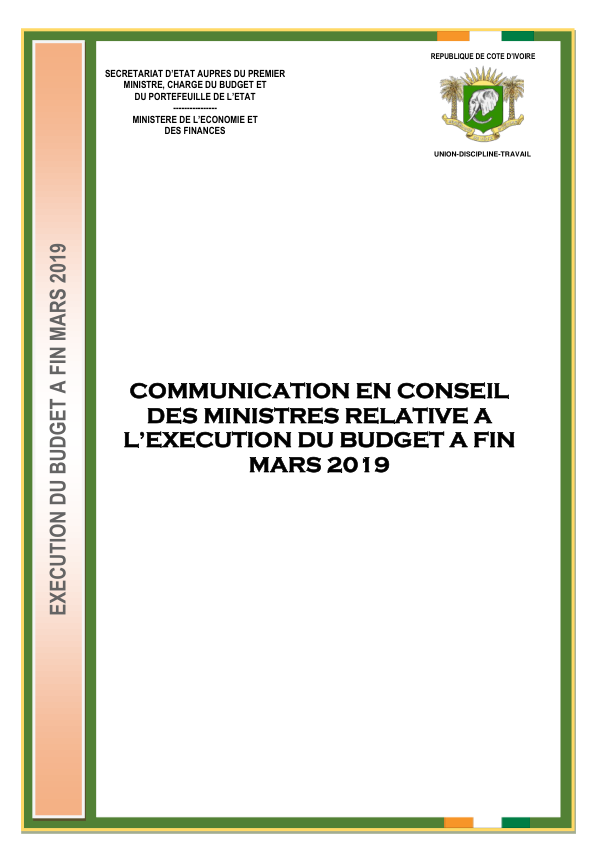 SECRETARIAT D'ETAT AUPRES DU PREMIER
MINISTRE, CHARGE DU BUDGET ET
DU PORTEFEUILLE DE L'ETAT
----------------
MINISTERE DE L'ECONOMIE ET
DES FINANCES
REPUBLIQUE DE COTE D'IVOIRE
UNION-DISCIPLINE-TRAVAIL
EXECUTION DU BUDGET A FIN MARS 2019
COMMUNICATION EN CONSEIL
DES MINISTRES RELATIVE A
L'EXECUTION DU BUDGET A FIN
MARS 2019